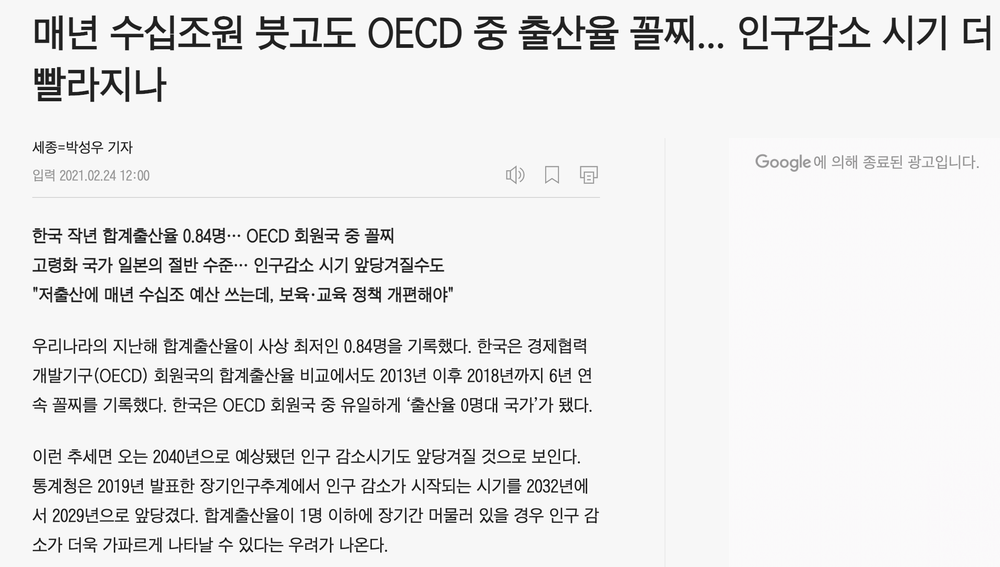 매년 수십조원 붓고도 OECD 중 출산율 꼴찌... 인구감소 시기 더
빨라지나
세종=박성우 기자
입력 2021.02.24 12:00
Google에 의해 종료된 광고입니다.
한국 작년 합계출산율 0.84명… OECD 회원국 중 꼴찌
고령화 국가 일본의 절반 수준… 인구감소 시기 앞당겨질수도
"저출산에 매년 수십조 예산 쓰는데, 보육·교육 정책 개편해야"
우리나라의 지난해 합계출산율이 사상 최저인 0.84명을 기록했다. 한국은 경제협력
개발기구(OECD) 회원국의 합계출산율 비교에서도 2013년 이후 2018년까지 6년 연
속 꼴찌를 기록했다. 한국은 OECD 회원국 중 유일하게 ‘출산율 0명대 국가’가 됐다.
이런 추세면 오는 2040년으로 예상됐던 인구 감소시기도 앞당겨질 것으로 보인다.
통계청은 2019년 발표한 장기인구추계에서 인구 감소가 시작되는 시기를 2032년에
서 2029년으로 앞당겼다. 합계출산율이 1명 이하에 장기간 머물러 있을 경우 인구 감
소가 더욱 가파르게 나타날 수 있다는 우려가 나온다.